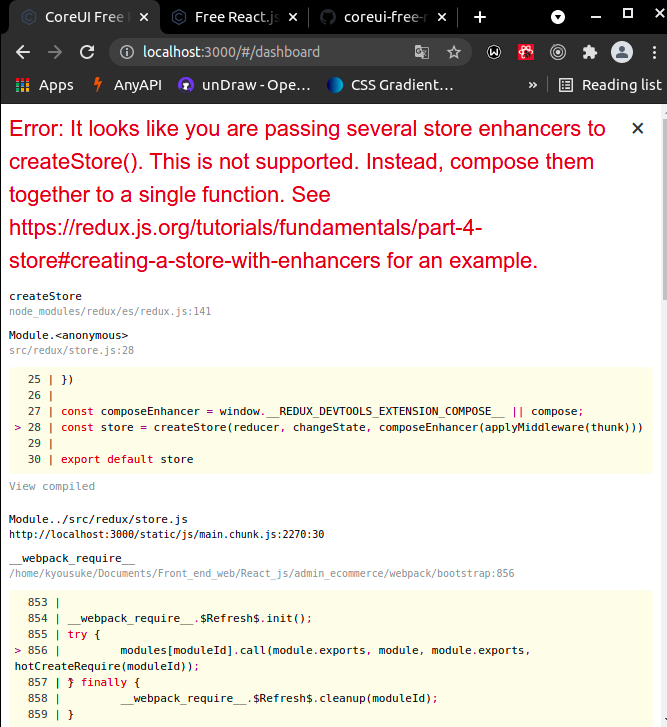 CoreUI Free
Free React.js
coreui-free-r
localhost:3000/#/dashboard
Apps
AnyAPI
unDraw - Ope…
CSS Gradient…
»
Reading list
Error: It looks like you are passing several store enhancers to
createStore(). This is not supported. Instead, compose them
together to a single function. See
https://redux.js.org/tutorials/fundamentals/part-4-
store#creating-a-store-with-enhancers for an example.
createStore
node_modules/redux/es/redux.js:141
Module.<anonymous>
src/redux/store.js:28
25 | })
26 |
27 | const composeEnhancer = window.__REDUX_DEVTOOLS_EXTENSION_COMPOSE__ || compose;
> 28 | const store = createStore(reducer, changeState, composeEnhancer(applyMiddleware(thunk)))
29 |
30 | export default store
View compiled
Module../src/redux/store.js
http://localhost:3000/static/js/main.chunk.js:2270:30
__webpack_require__
/home/kyousuke/Documents/Front_end_web/React_js/admin_ecommerce/webpack/bootstrap:856
853 |
854 | __webpack_require__.$Refresh$.init();
855 | try {
> 856 | modules[moduleId].call(module.exports, module, module.exports,
hotCreateRequire(moduleId));
857 | } finally {
858 | __webpack_require__.$Refresh$.cleanup(moduleId);
859 | }